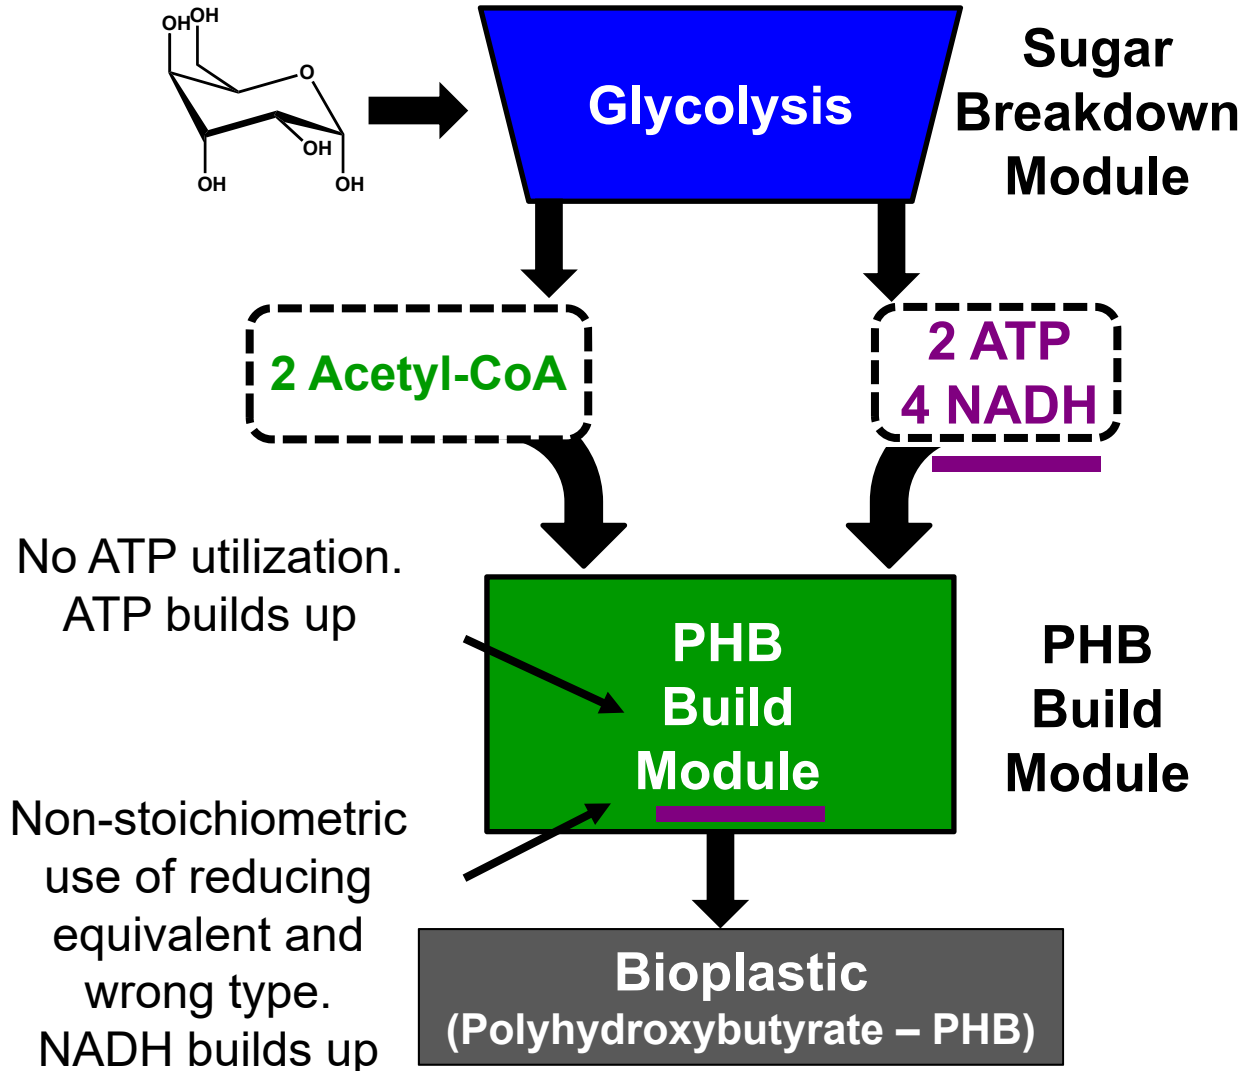 OH
OH
O
OH
OH
OH
Glycolysis
Sugar
Breakdown
Module
2 Acetyl-CoA
2 ATP
4 NADH
No ATP utilization.
ATP builds up
PHB
Build
Module
PHB
Build
Module
Non-stoichiometric
use of reducing
equivalent and
wrong type.
NADH builds up
Bioplastic
(Polyhydroxybutyrate – PHB)